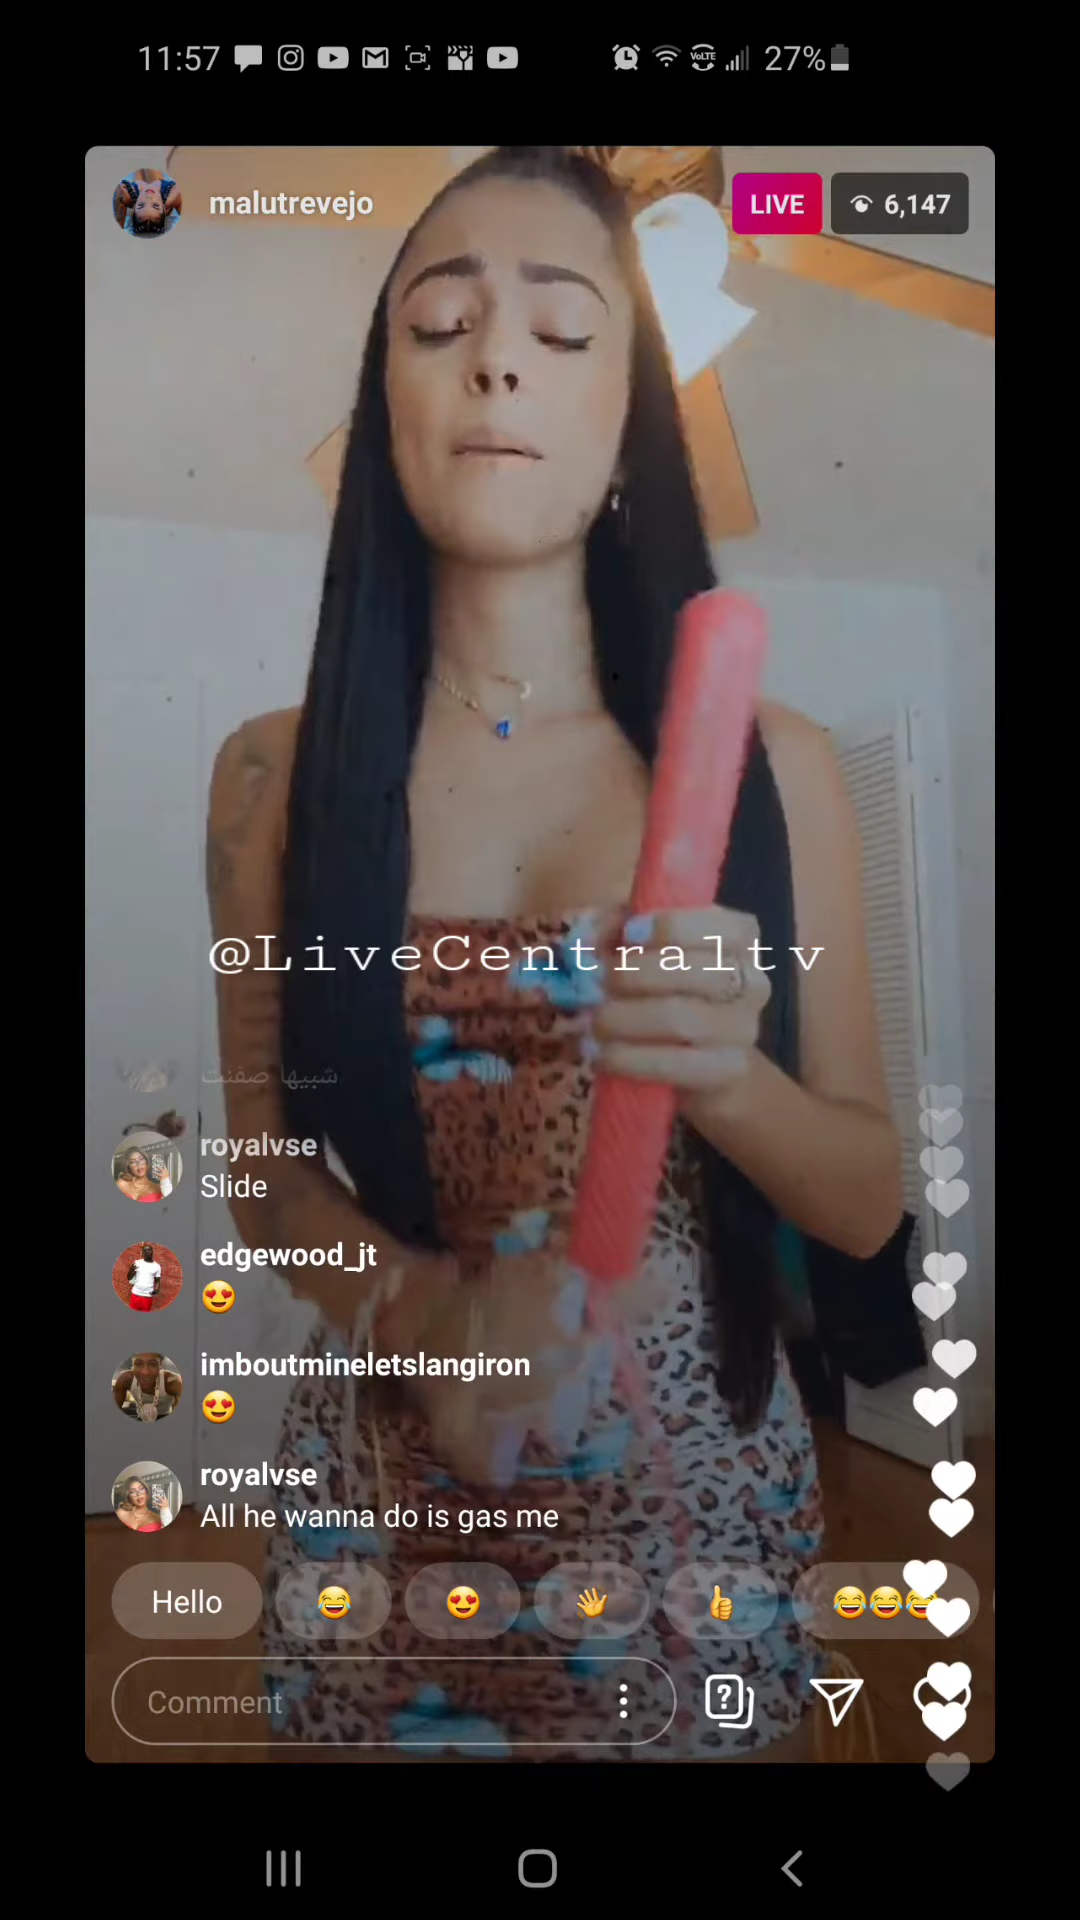 11:57
VoLTE
27%
malutrevejo
LIVE
6,147
@LiveCentraltv
شبيها صفنت
royalvse
Slide
edgewood_jt
😍
imboutmineletslangiron
😍
royalvse
All he wanna do is gas me
Hello 😂 😍 👋 👍 😂😂😂
Comment